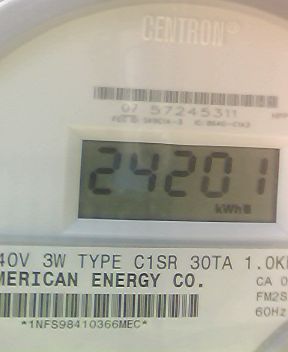 CENTRON®
07 57245311
24201
kWh
40V 3W TYPE C1SR 30TA 1.0K
MERICAN ENERGY CO.
CA 0
FM2S
60Hz
*1NFS98410366MEC*